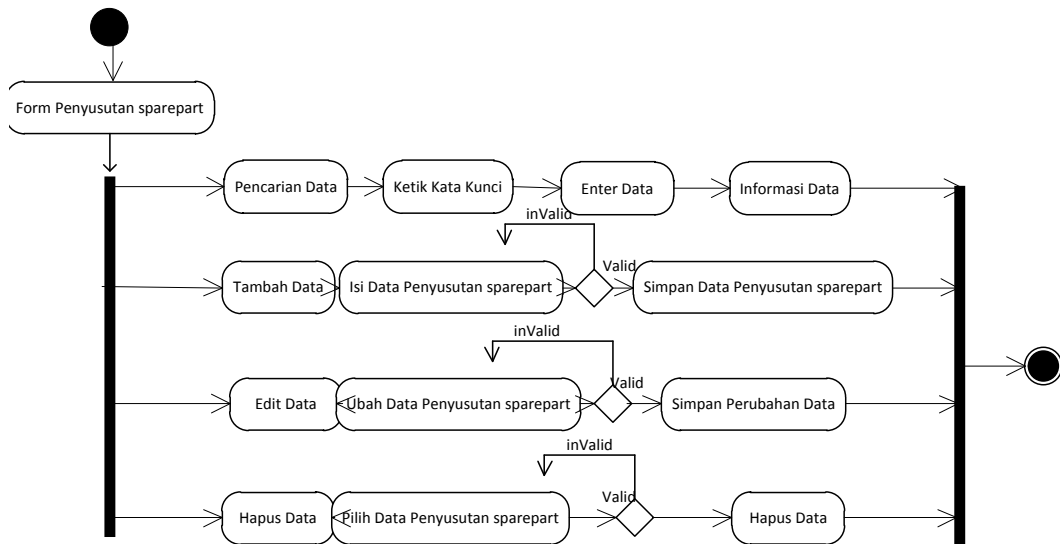 Form Penyusutan sparepart
Pencarian Data
Ketik Kata Kunci
Enter Data
Informasi Data
inValid
Valid
Tambah Data
Isi Data Penyusutan sparepart
Simpan Data Penyusutan sparepart
inValid
Valid
Edit Data
Ubah Data Penyusutan sparepart
Simpan Perubahan Data
inValid
Valid
Hapus Data
Pilih Data Penyusutan sparepart
Hapus Data